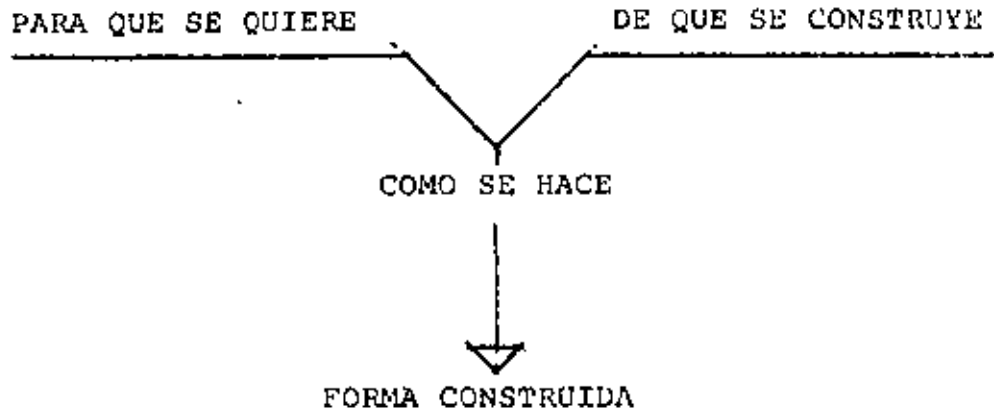 PARA QUE SE QUIERE DE QUE SE CONSTRUYE
COMO SE HACE
FORMA CONSTRUIDA